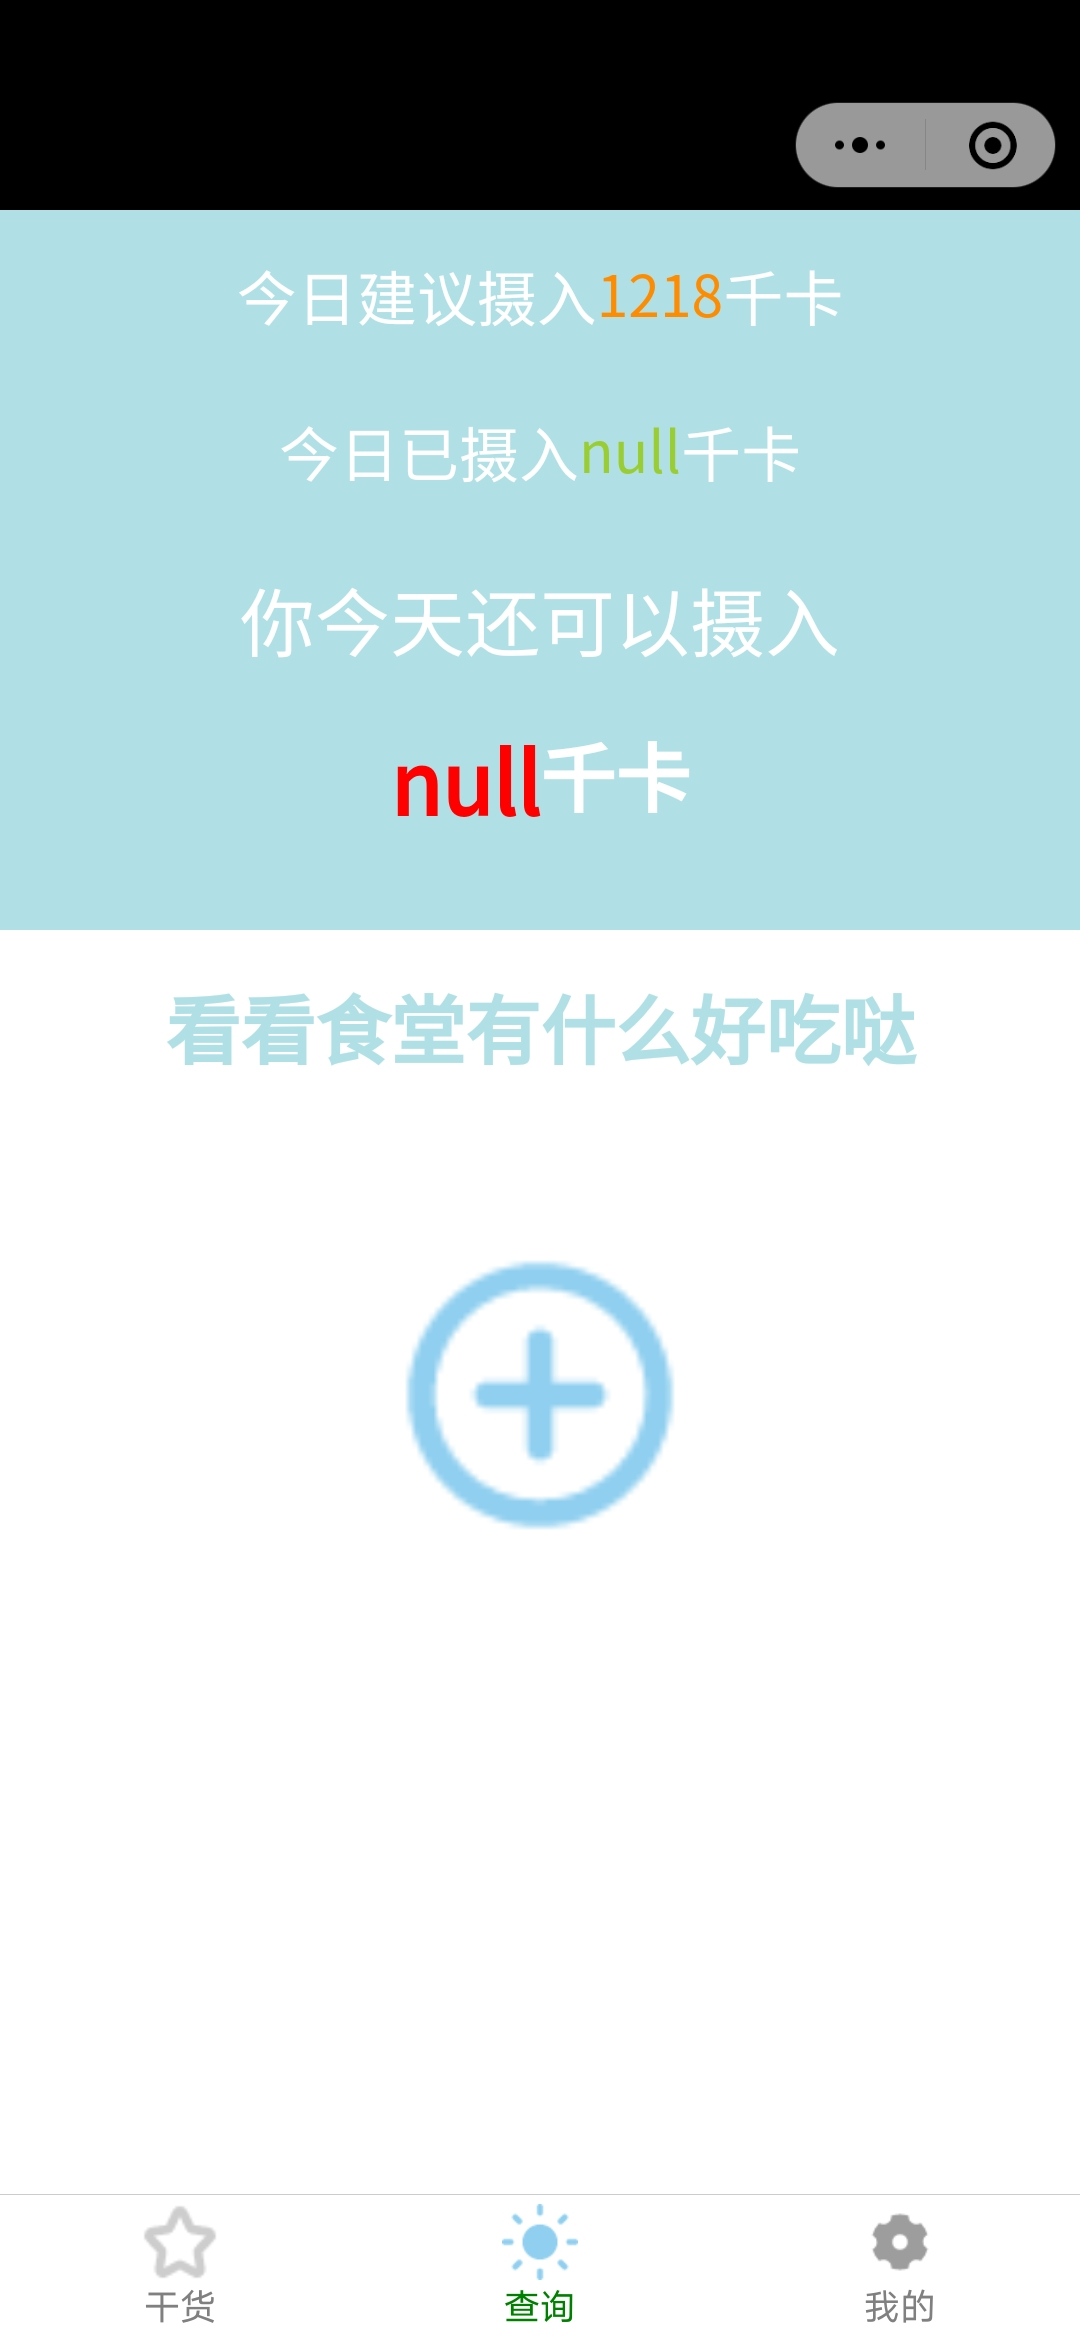 今日建议摄入1218千卡
今日已摄入null千卡
你今天还可以摄入
null千卡
看看食堂有什么好吃哒
干货
查询
我的